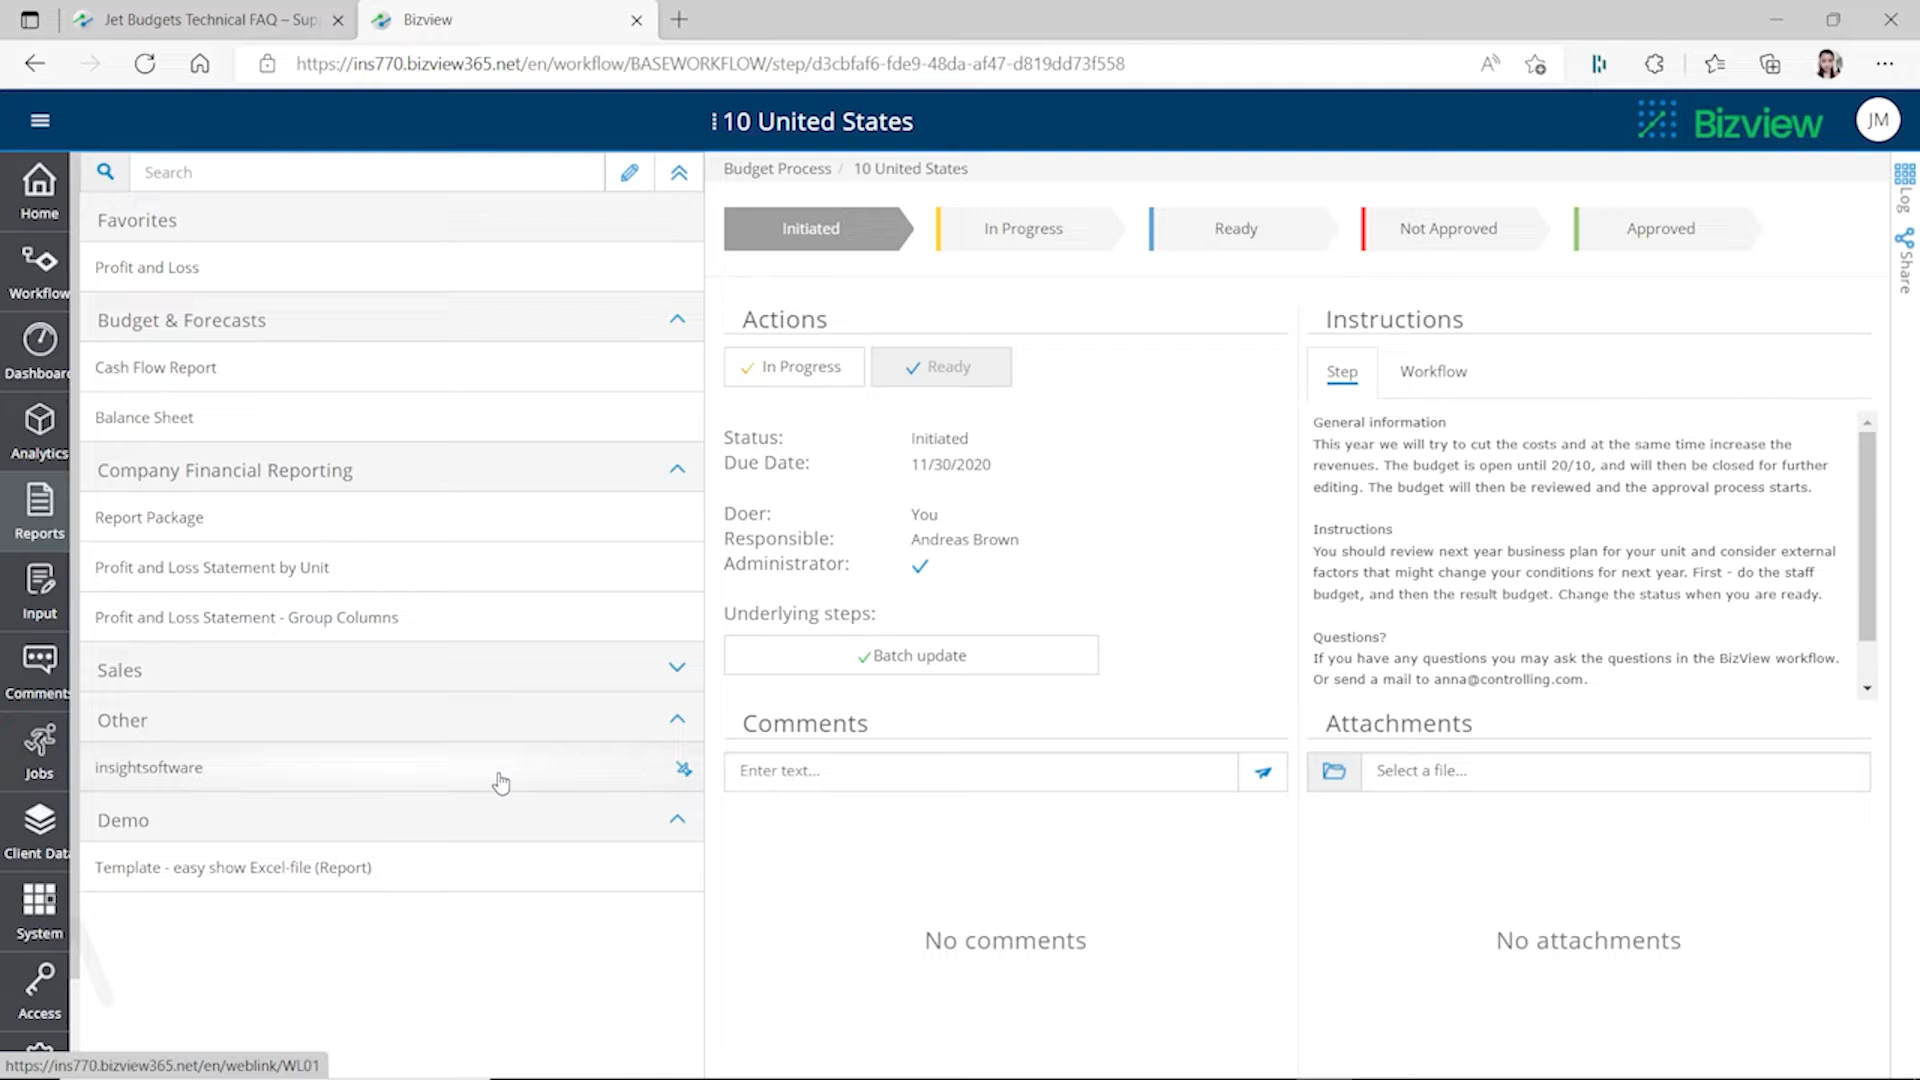 Jet Budgets Technical FAQ – Sup
Bizview
https://ins770.bizview365.net/en/workflow/BASEWORKFLOW/step/d3cbfaf6-fde9-48da-af47-d819dd73f558
10 United States
Bizview
JM
Home
Workflow
Dashboar
Analytics
Reports
Input
Comment
Jobs
Client Dat
System
Access
Search
Favorites
Profit and Loss
Budget & Forecasts
Cash Flow Report
Balance Sheet
Company Financial Reporting
Report Package
Profit and Loss Statement by Unit
Profit and Loss Statement - Group Columns
Sales
Other
insightsoftware
Demo
Template - easy show Excel-file (Report)
https://ins770.bizview365.net/en/weblink/WL01
Budget Process / 10 United States
Initiated
In Progress
Ready
Not Approved
Approved
Actions
In Progress
Ready
Status: Initiated
Due Date: 11/30/2020
Doer: You
Responsible: Andreas Brown
Administrator:
Underlying steps:
Batch update
Comments
Enter text...
No comments
Instructions
Step
Workflow
General information
This year we will try to cut the costs and at the same time increase the
revenues. The budget is open until 20/10, and will then be closed for further
editing. The budget will then be reviewed and the approval process starts.
Instructions
You should review next year business plan for your unit and consider external
factors that might change your conditions for next year. First - do the staff
budget, and then the result budget. Change the status when you are ready.
Questions?
If you have any questions you may ask the questions in the BizView workflow.
Or send a mail to anna@controlling.com.
Attachments
Select a file...
No attachments
Log
Share